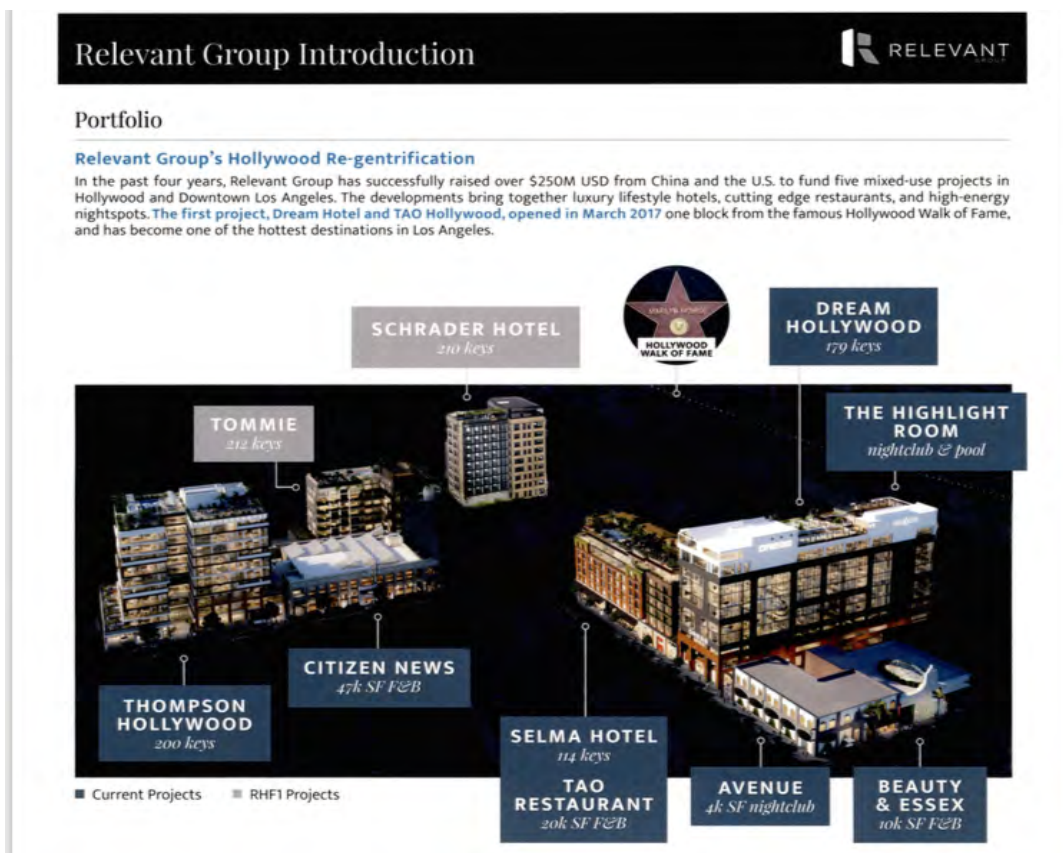 Relevant Group Introduction
RELEVANT
GROUP
Portfolio
Relevant Group's Hollywood Re-gentrification
In the past four years, Relevant Group has successfully raised over $250M USD from China and the U.S. to fund five mixed-use projects in
Hollywood and Downtown Los Angeles. The developments bring together luxury lifestyle hotels, cutting edge restaurants, and high-energy
nightspots. The first project, Dream Hotel and TAO Hollywood, opened in March 2017 one block from the famous Hollywood Walk of Fame,
and has become one of the hottest destinations in Los Angeles.
SCHRADER HOTEL
210 keys
HOLLYWOOD
WALK OF FAME
DREAM
HOLLYWOOD
179 keys
TOMMIE
212 keys
THE HIGHLIGHT
ROOM
nightclub & pool
CITIZEN NEWS
47k SF F&B
THOMPSON
HOLLYWOOD
200 keys
SELMA HOTEL
114 keys
TAO
RESTAURANT
20k SF F&B
AVENUE
4k SF nightclub
BEAUTY
& ESSEX
10k SF F&B
Current Projects
RHF1 Projects